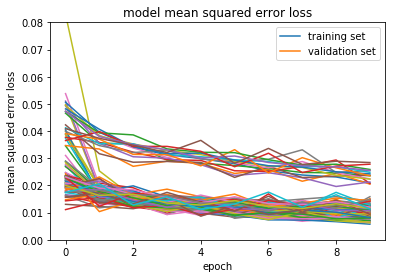 model mean squared error loss
training set
validation set
mean squared error loss
0.08
0.07
0.06
0.05
0.04
0.03
0.02
0.01
0.00
0
2
4
6
8
epoch